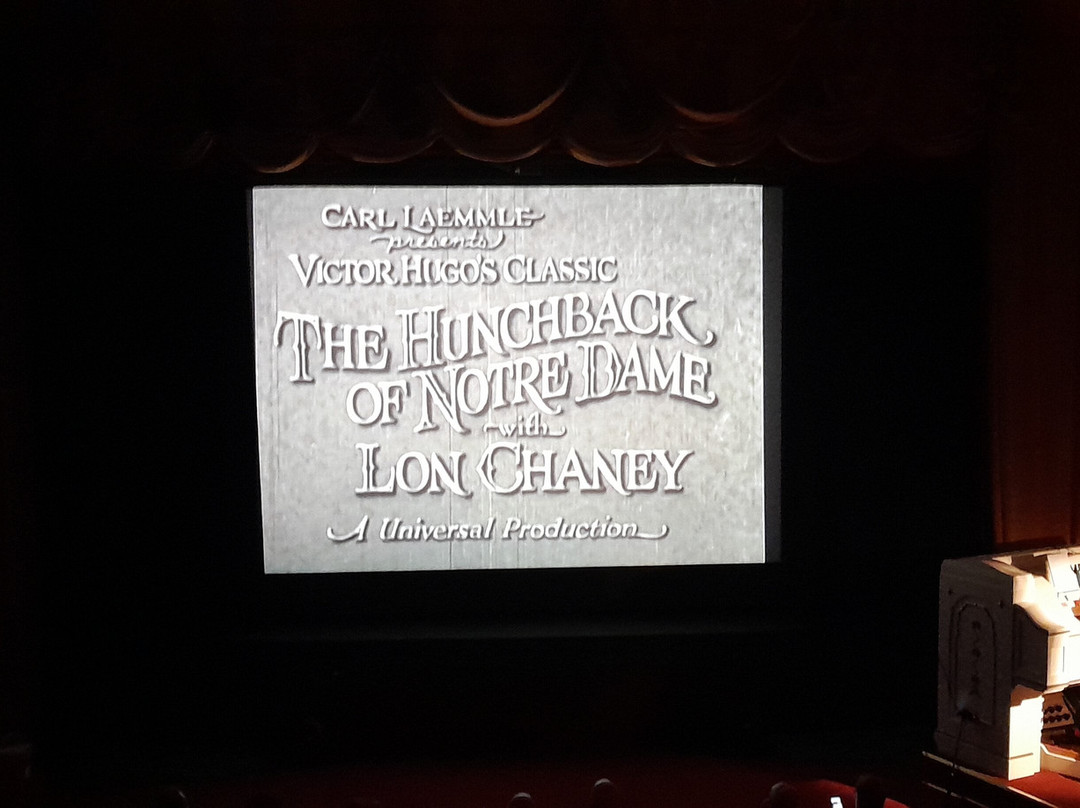 CARL LAEMMLE
presents
VICTOR HUGO'S CLASSIC
THE HUNCHBACK
OF NOTRE DAME
with
LON CHANEY
A Universal Production